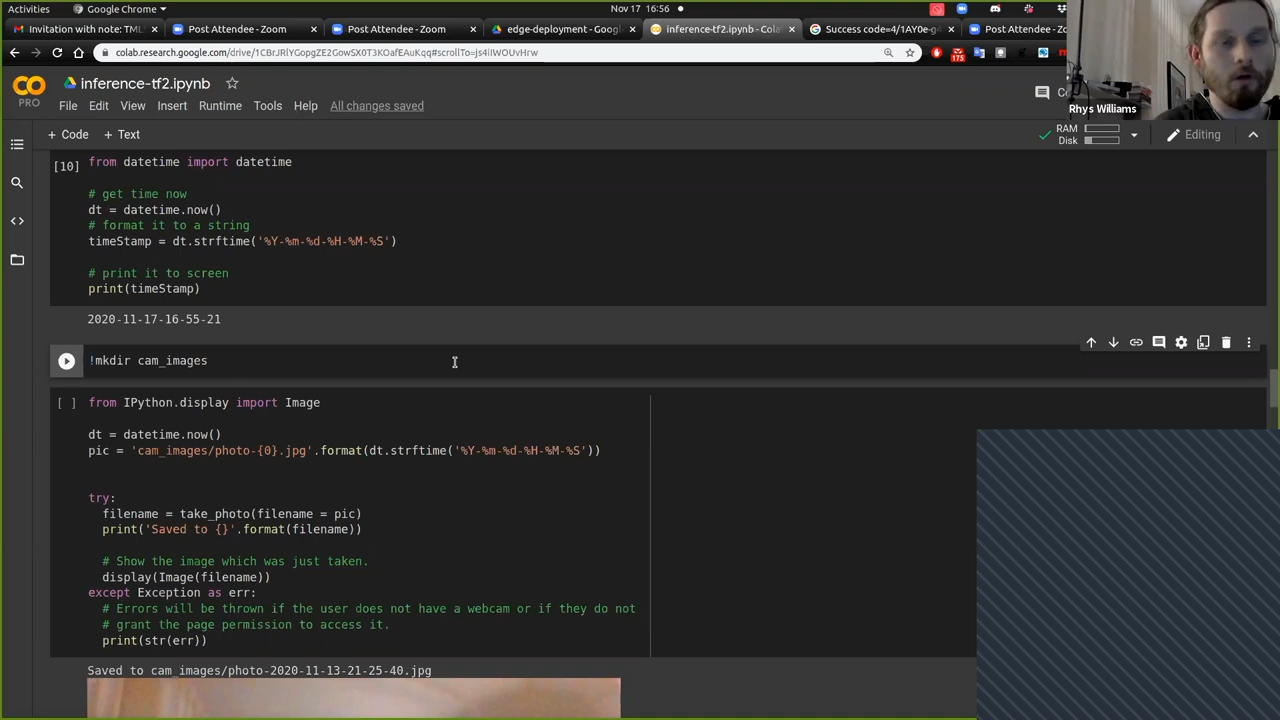 Activities
Google Chrome
Nov 17 16:56
Invitation with note: TML
Post Attendee - Zoom
Post Attendee - Zoom
edge-deployment - Googl
inference-tf2.ipynb - Cola
Success code=4/1AY0e-g
Post Attendee - Zoom
colab.research.google.com/drive/1CBrJRlYGopgZE2GowSX0T3KOafEAuKqq#scrollTo=js4iIWOUvHrw
175
CO
PRO
inference-tf2.ipynb
File Edit View Insert Runtime Tools Help All changes saved
Co
Rhys Williams
+ Code + Text
RAM
Disk
Editing
[10]
from datetime import datetime
# get time now
dt = datetime.now()
# format it to a string
timeStamp = dt.strftime('%Y-%m-%d-%H-%M-%S')
# print it to screen
print(timeStamp)
2020-11-17-16-55-21
!mkdir cam_images
[ ]
from IPython.display import Image
dt = datetime.now()
pic = 'cam_images/photo-{0}.jpg'.format(dt.strftime('%Y-%m-%d-%H-%M-%S'))
try:
filename = take_photo(filename = pic)
print('Saved to {}'.format(filename))
# Show the image which was just taken.
display(Image(filename))
except Exception as err:
# Errors will be thrown if the user does not have a webcam or if they do not
# grant the page permission to access it.
print(str(err))
Saved to cam_images/photo-2020-11-13-21-25-40.jpg